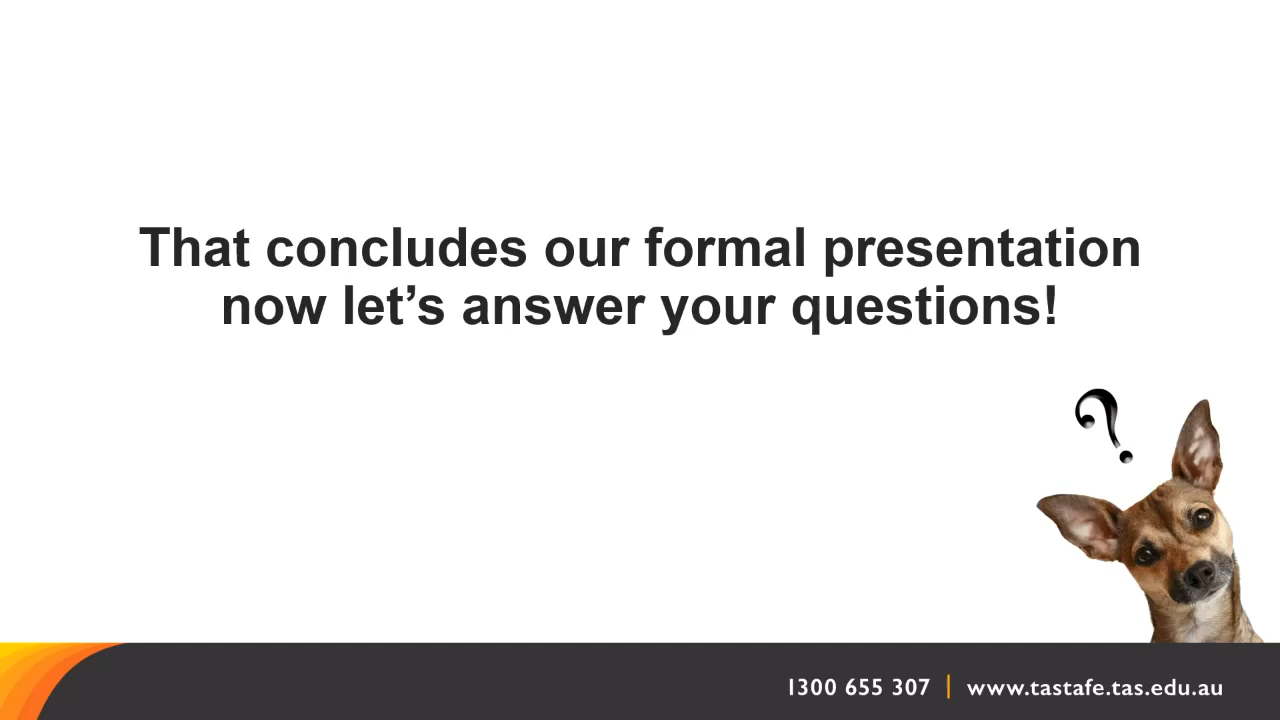 That concludes our formal presentation
now let’s answer your questions!
?
1300 655 307 | www.tastafe.tas.edu.au